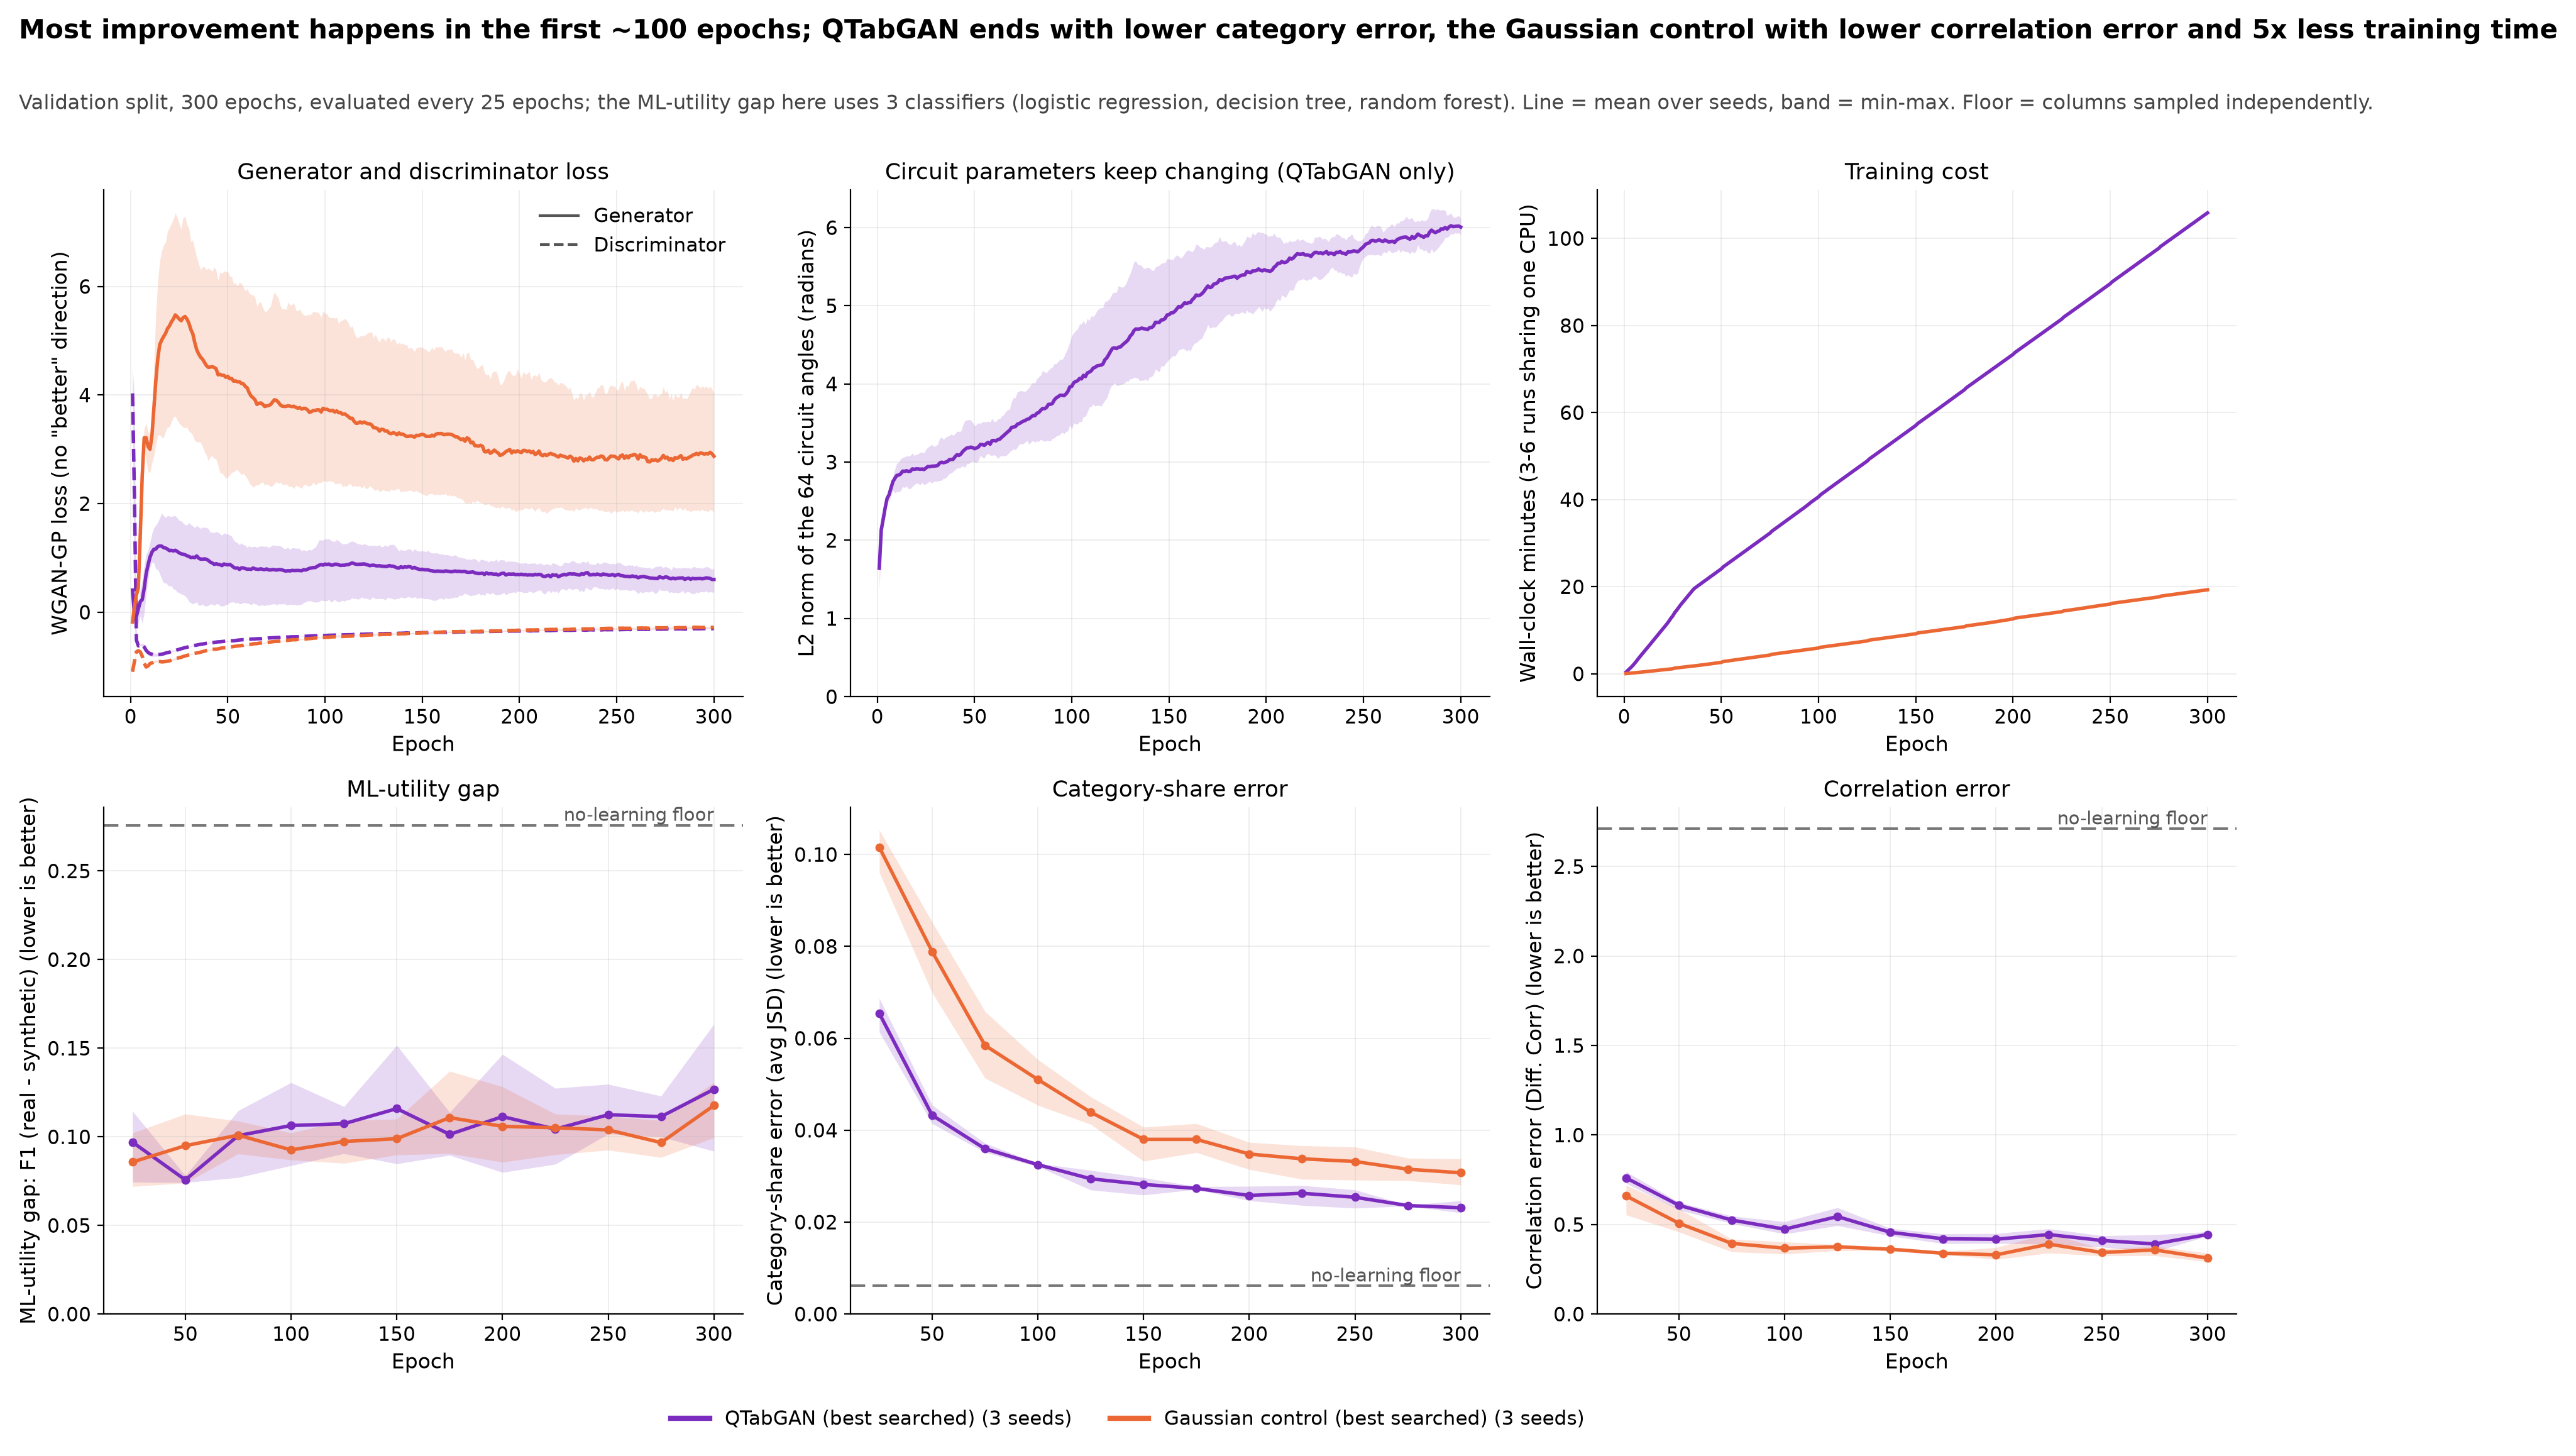 Most improvement happens in the first ~100 epochs; QTabGAN ends with lower category error, the Gaussian control with lower correlation error and 5x less training time
Validation split, 300 epochs, evaluated every 25 epochs; the ML-utility gap here uses 3 classifiers (logistic regression, decision tree, random forest). Line = mean over seeds, band = min-max. Floor = columns sampled independently.
Generator and discriminator loss
WGAN-GP loss (no "better" direction)
6
4
2
0
Generator
Discriminator
0 50 100 150 200 250 300
Epoch
Circuit parameters keep changing (QTabGAN only)
L2 norm of the 64 circuit angles (radians)
6
5
4
3
2
1
0
0 50 100 150 200 250 300
Epoch
Training cost
Wall-clock minutes (3-6 runs sharing one CPU)
100
80
60
40
20
0
0 50 100 150 200 250 300
Epoch
ML-utility gap
ML-utility gap: F1 (real - synthetic) (lower is better)
no-learning floor
0.25
0.20
0.15
0.10
0.05
0.00
50 100 150 200 250 300
Epoch
Category-share error
Category-share error (avg JSD) (lower is better)
0.10
0.08
0.06
0.04
0.02
0.00
no-learning floor
50 100 150 200 250 300
Epoch
Correlation error
Correlation error (Diff. Corr) (lower is better)
no-learning floor
2.5
2.0
1.5
1.0
0.5
0.0
50 100 150 200 250 300
Epoch
QTabGAN (best searched) (3 seeds)
Gaussian control (best searched) (3 seeds)